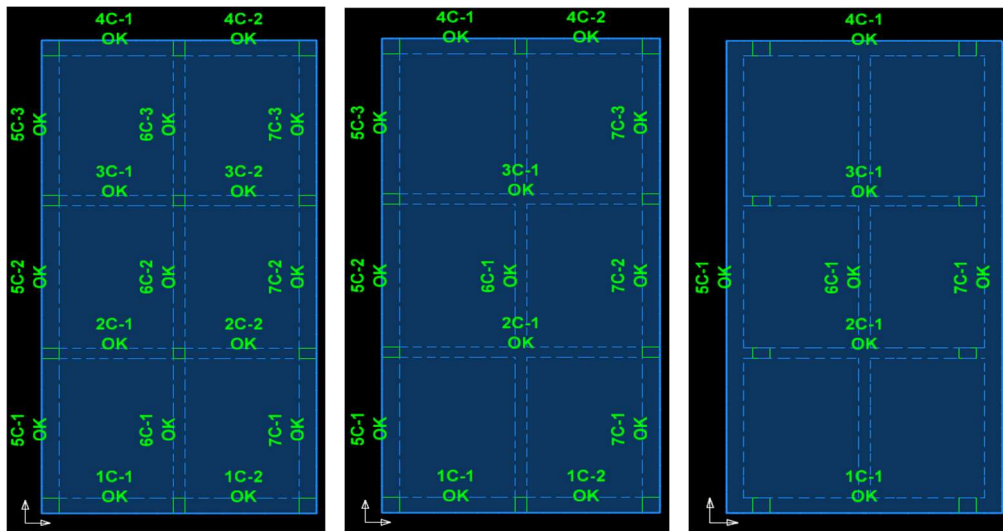 4C-1 4C-2
OK OK
5C-3 OK 6C-3 OK 7C-3 OK
3C-1 3C-2
OK OK
5C-2 OK 6C-2 OK 7C-2 OK
2C-1 2C-2
OK OK
5C-1 OK 6C-1 OK 7C-1 OK
1C-1 1C-2
OK OK
4C-1 4C-2
OK OK
5C-3 OK 7C-3 OK
3C-1
OK
5C-2 OK 6C-1 OK 7C-2 OK
2C-1
OK
5C-1 OK 7C-1 OK
1C-1 1C-2
OK OK
4C-1
OK
3C-1
OK
5C-1 OK 6C-1 OK 7C-1 OK
2C-1
OK
1C-1
OK